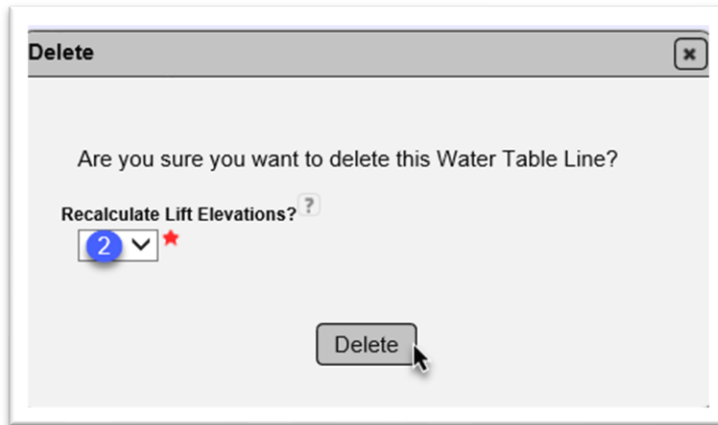 Delete
Are you sure you want to delete this Water Table Line?
Recalculate Lift Elevations? ?
2
Delete